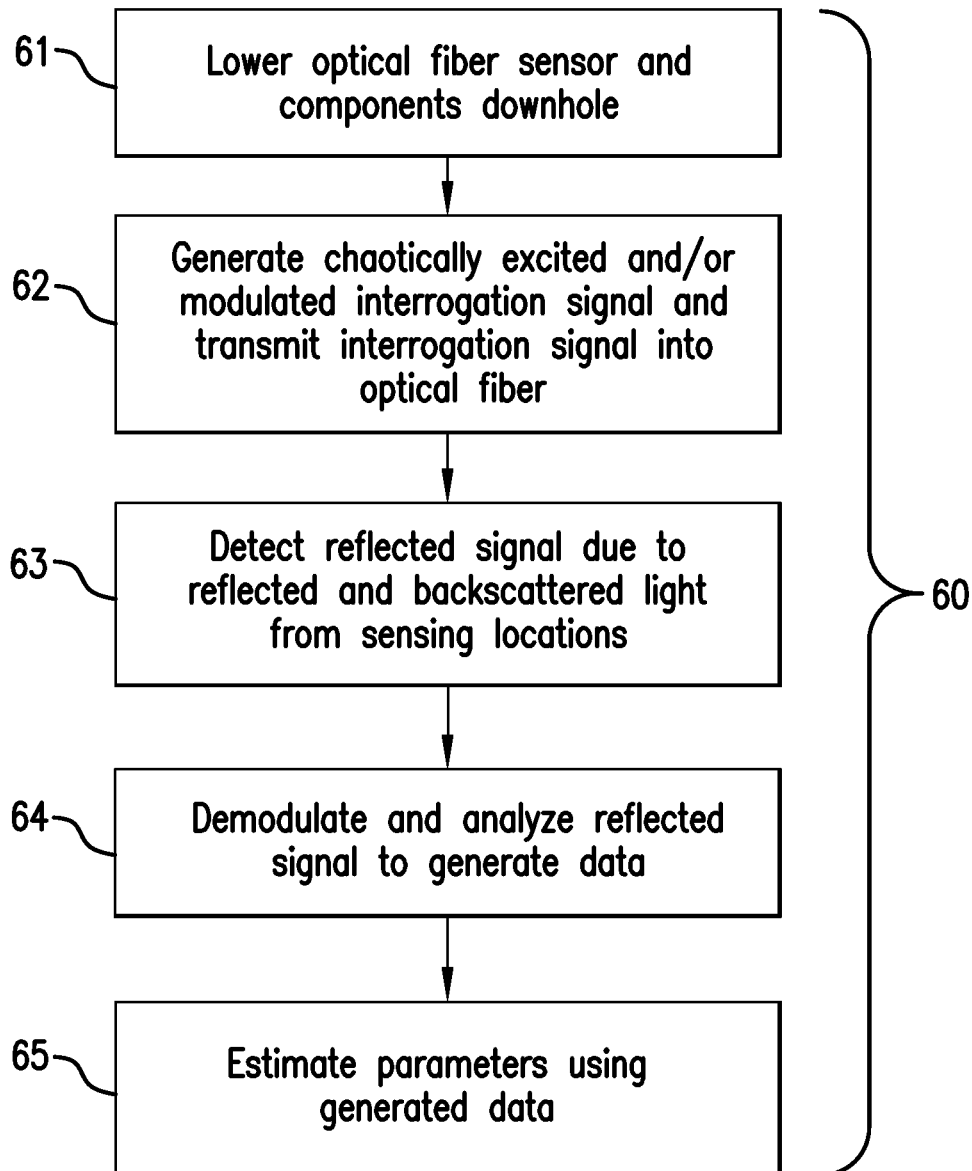 61
Lower optical fiber sensor and
components downhole
62
Generate chaotically excited and/or
modulated interrogation signal and
transmit interrogation signal into
optical fiber
63
Detect reflected signal due to
reflected and backscattered light
from sensing locations
60
64
Demodulate and analyze reflected
signal to generate data
65
Estimate parameters using
generated data